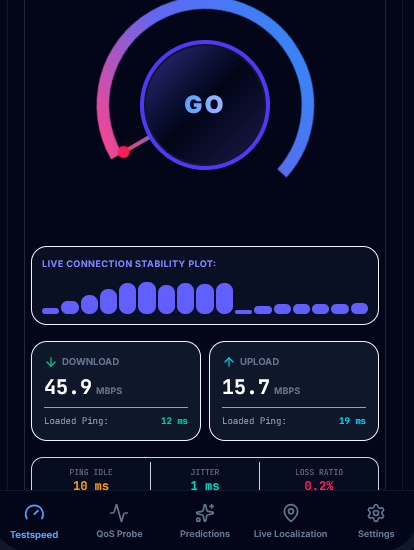 GO
LIVE CONNECTION STABILITY PLOT:
DOWNLOAD
45.9 MBPS
Loaded Ping: 12 ms
UPLOAD
15.7 MBPS
Loaded Ping: 19 ms
PING IDLE
10 ms
JITTER
1 ms
LOSS RATIO
0.2%
Testspeed
QoS Probe
Predictions
Live Localization
Settings